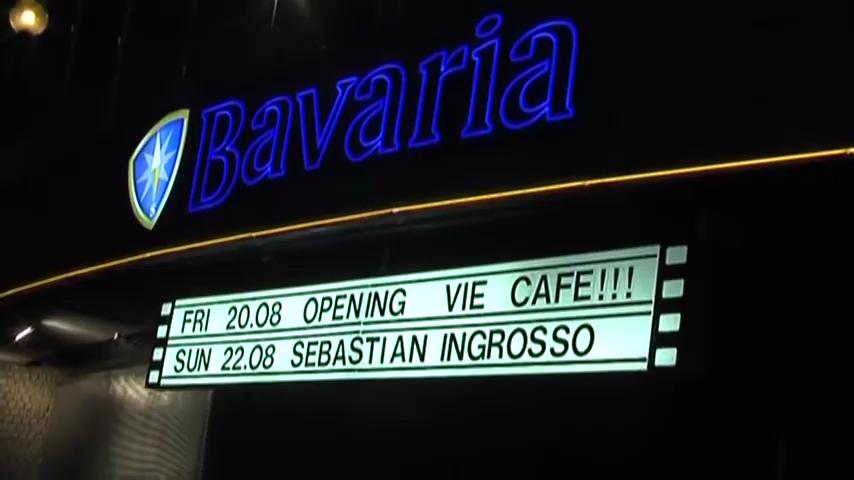 Bavaria
FRI 20.08 OPENING VIE CAFE!!!
SUN 22.08 SEBASTIAN INGROSSO